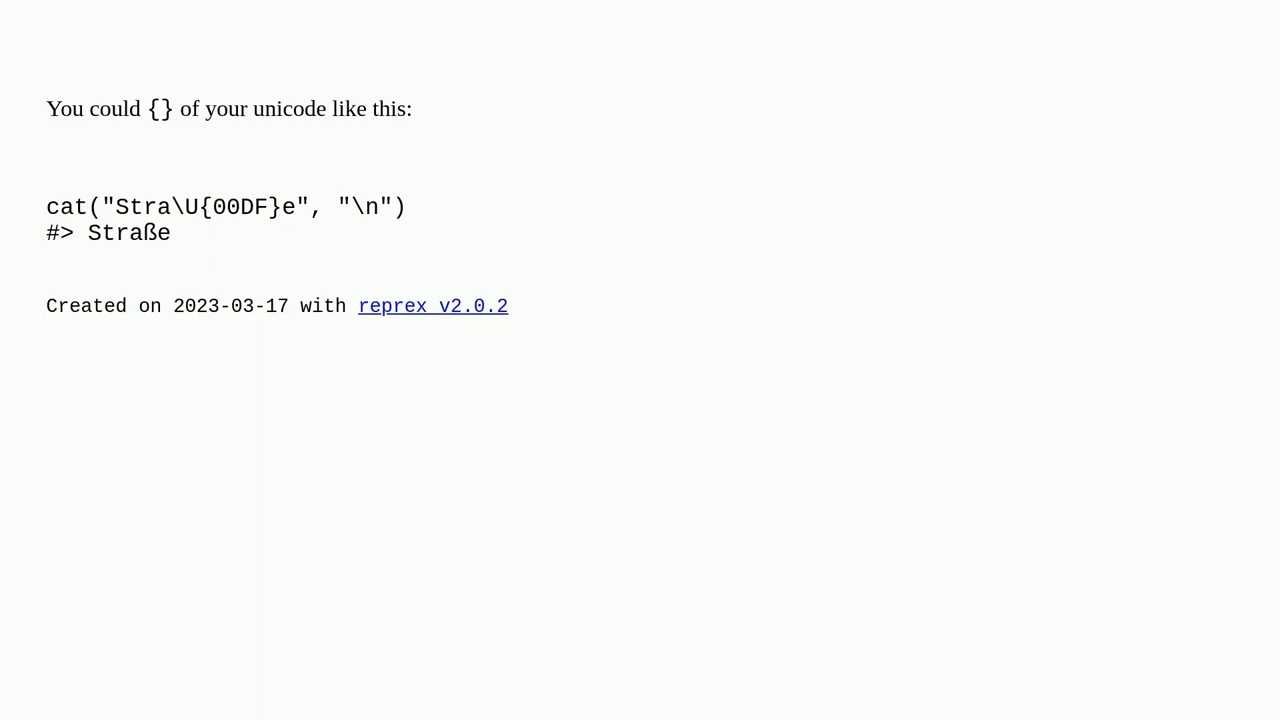 You could {} of your unicode like this:
cat("Stra\U{00DF}e", "\n")
#> Straße
Created on 2023-03-17 with reprex v2.0.2